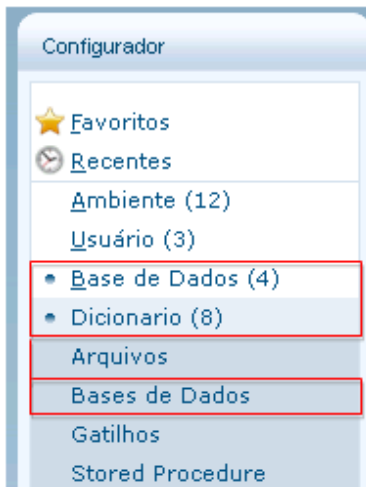 Configurador
Favoritos
Recentes
Ambiente (12)
Usuário (3)
Base de Dados (4)
Dicionario (8)
Arquivos
Bases de Dados
Gatilhos
Stored Procedure